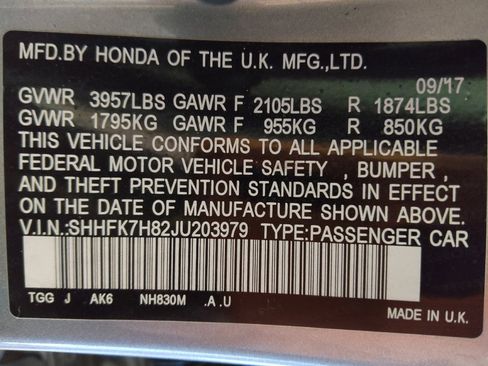 MFD.BY HONDA OF THE U.K. MFG.,LTD.
09/'17
GVWR 3957LBS GAWR F 2105LBS R 1874LBS
GVWR 1795KG GAWR F 955KG R 850KG
THIS VEHICLE CONFORMS TO ALL APPLICABLE
FEDERAL MOTOR VEHICLE SAFETY , BUMPER ,
AND THEFT PREVENTION STANDARDS IN EFFECT
ON THE DATE OF MANUFACTURE SHOWN ABOVE.
V.I.N.:SHHFK7H82JU203979 TYPE:PASSENGER CAR
TGG J AK6 NH830M .A .U
MADE IN U.K.